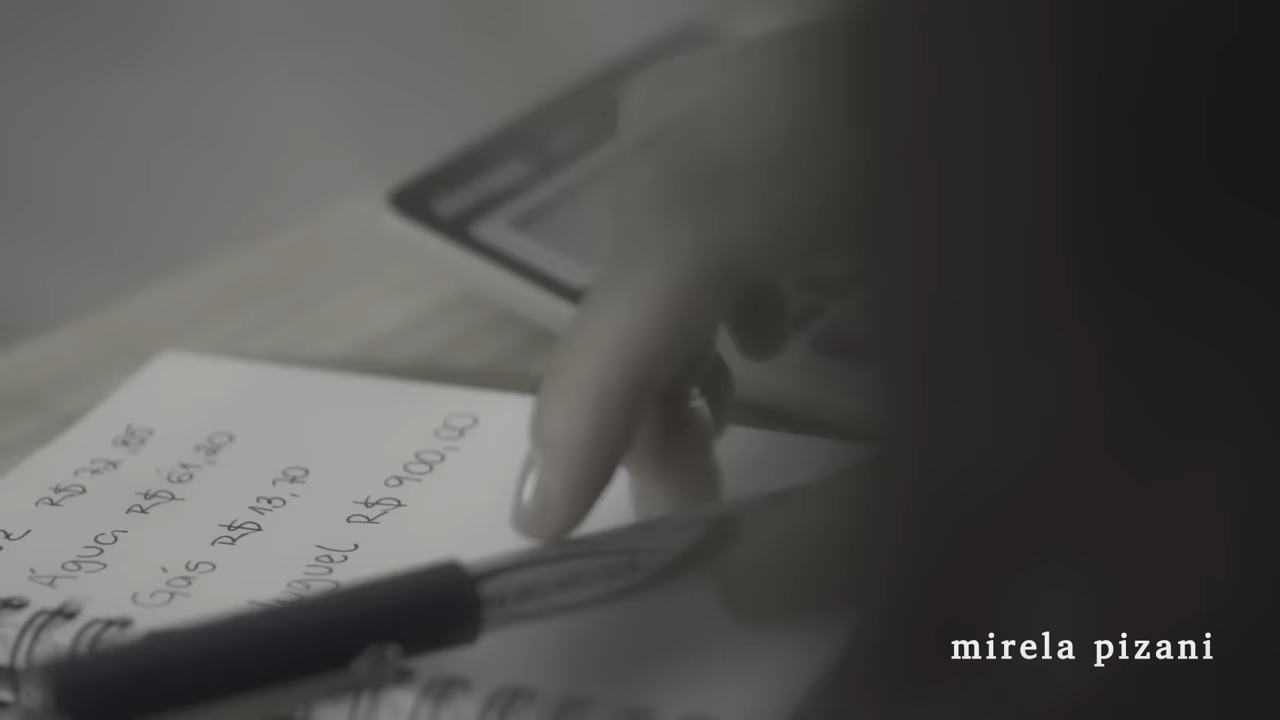 R$ 72,85
Água R$ 61,20
Gás R$ 13,70
R$ 900,00
mirela pizani